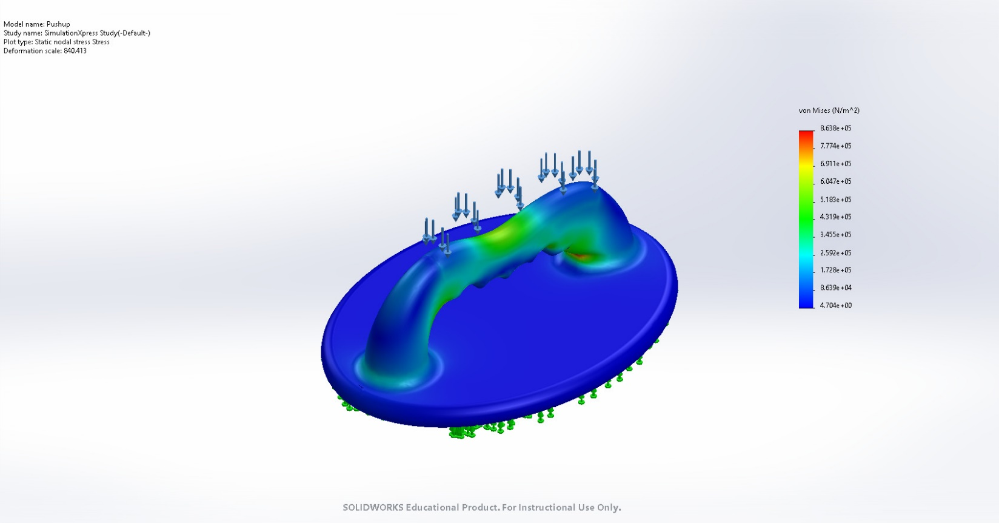 Model name: Pushup
Study name: SimulationXpress Study(-Default-)
Plot type: Static nodal stress Stress
Deformation scale: 840.413
von Mises (N/m^2)
8.638e+05
7.774e+05
6.911e+05
6.047e+05
5.183e+05
4.319e+05
3.455e+05
2.592e+05
1.728e+05
8.639e+04
4.704e+00
SOLIDWORKS Educational Product. For Instructional Use Only.